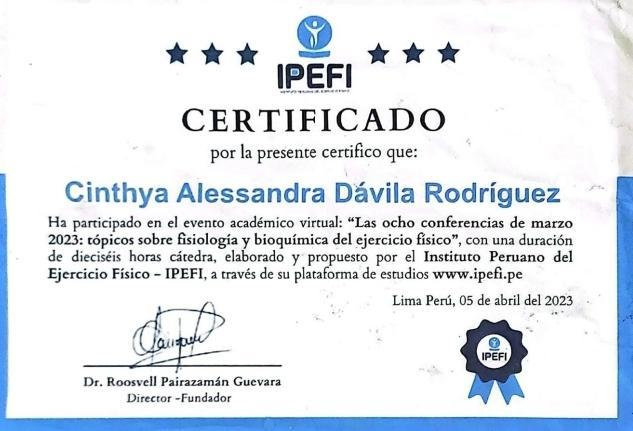 IPEFI
CERTIFICADO
por la presente certifico que:
Cinthya Alessandra Dávila Rodríguez
Ha participado en el evento académico virtual: “Las ocho conferencias de marzo
2023: tópicos sobre fisiología y bioquímica del ejercicio físico”, con una duración
de dieciséis horas cátedra, elaborado y propuesto por el Instituto Peruano del
Ejercicio Físico - IPEFI, a través de su plataforma de estudios www.ipefi.pe
Lima Perú, 05 de abril del 2023
IPEFI
Dr. Roosvell Pairazamán Guevara
Director -Fundador